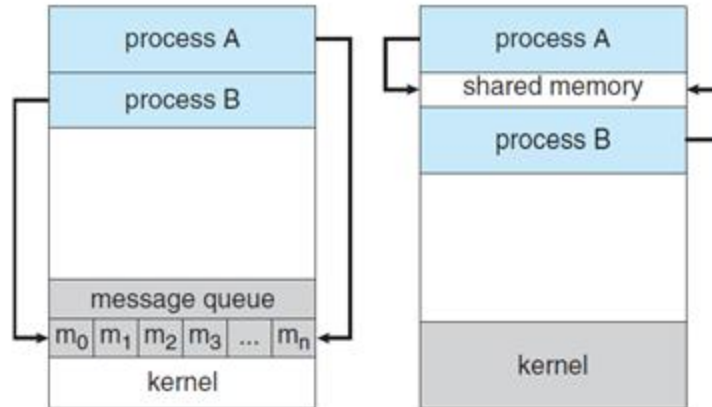 process A
process B
message queue
m0 m1 m2 m3 ... mn
kernel
process A
shared memory
process B
kernel